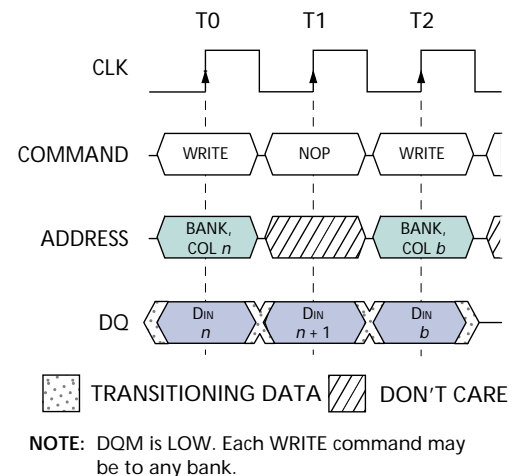 T0 T1 T2
CLK
COMMAND WRITE NOP WRITE
ADDRESS BANK, COL n BANK, COL b
DQ DIN n DIN n + 1 DIN b
TRANSITIONING DATA DON'T CARE
NOTE: DQM is LOW. Each WRITE command may
be to any bank.